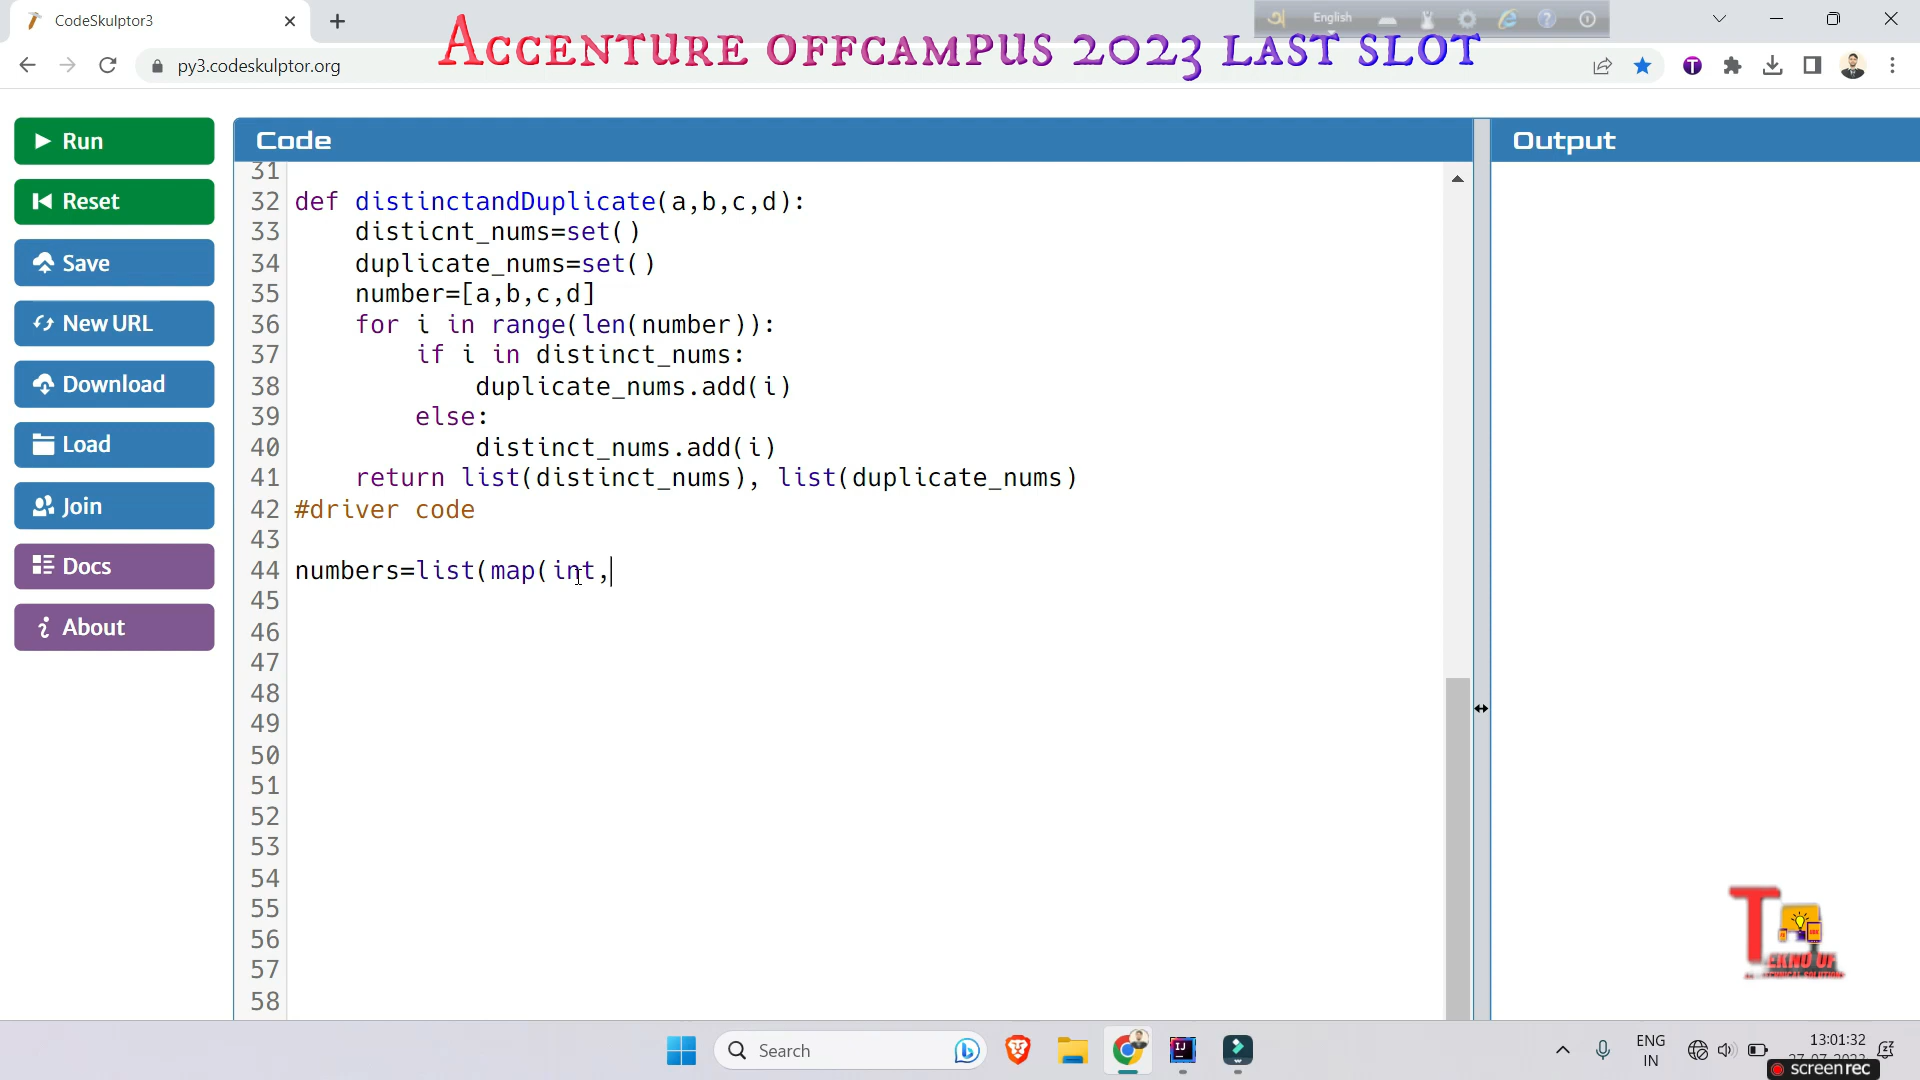 CodeSkulptor3
English
ACCENTURE OFFCAMPUS 2023 LAST SLOT
py3.codeskulptor.org
Run
Reset
Save
New URL
Download
Load
Join
Docs
About
Code
31
32 def distinctandDuplicate(a,b,c,d):
33 disticnt_nums=set()
34 duplicate_nums=set()
35 number=[a,b,c,d]
36 for i in range(len(number)):
37 if i in distinct_nums:
38 duplicate_nums.add(i)
39 else:
40 distinct_nums.add(i)
41 return list(distinct_nums), list(duplicate_nums)
42 #driver code
43
44 numbers=list(map(int,
45
46
47
48
49
50
51
52
53
54
55
56
57
58
Output
Search
ENG
IN
13:01:32
27-07-2023
screenrec